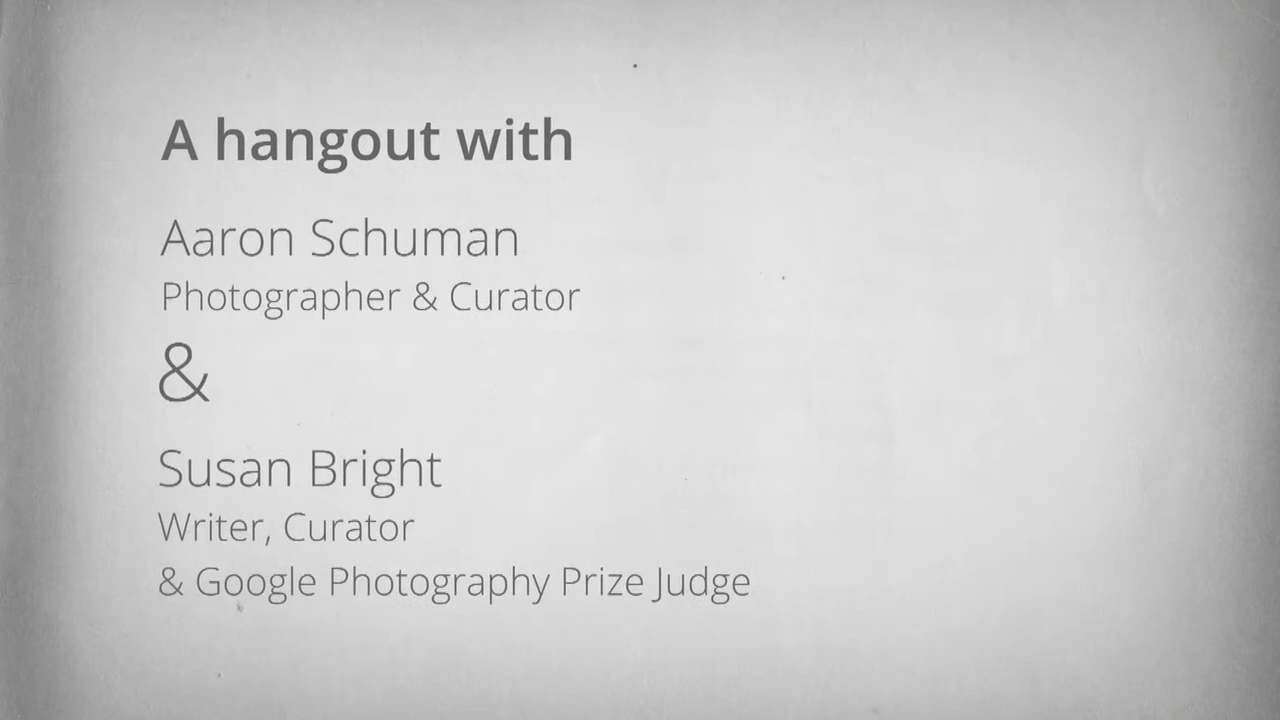 A hangout with
Aaron Schuman
Photographer & Curator
&
Susan Bright
Writer, Curator
& Google Photography Prize Judge